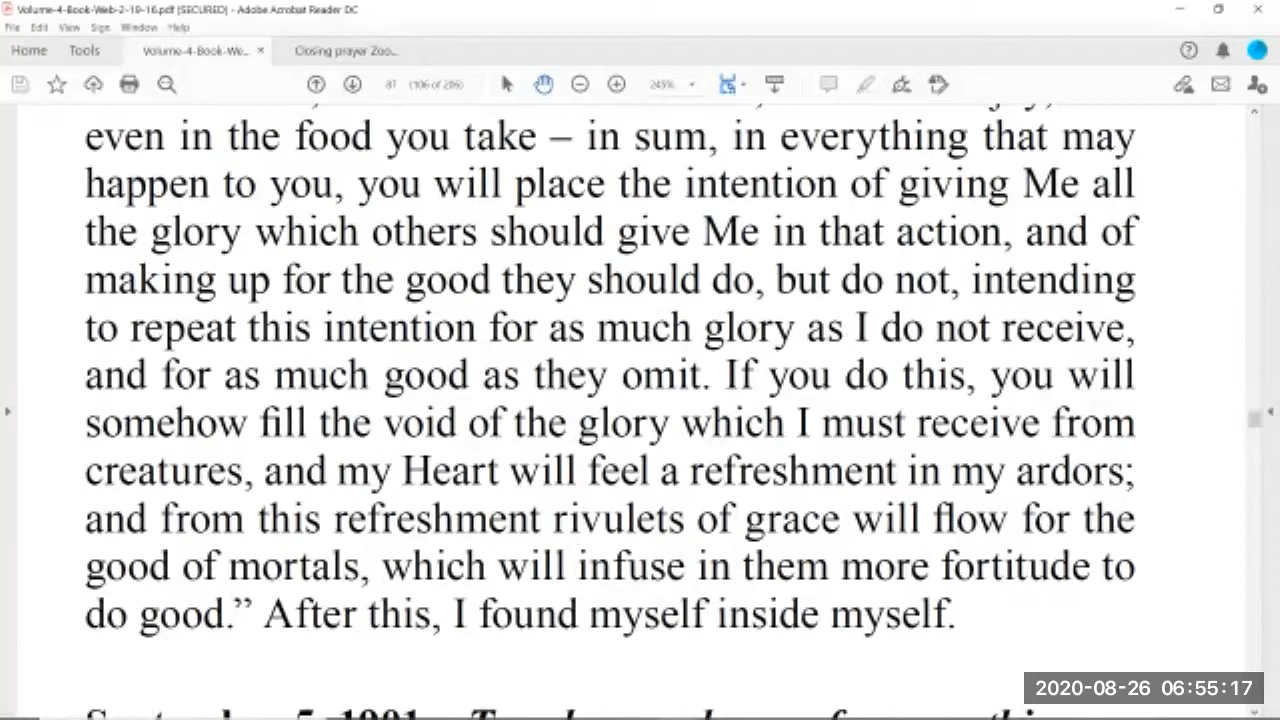 Volume-4-Book-Web-2-19-16.pdf [SECURED] - Adobe Acrobat Reader DC
File Edit View Sign Window Help
Home Tools Volume-4-Book-We... × Closing prayer Zoo...
87 (106 of 206) 245%
even in the food you take – in sum, in everything that may
happen to you, you will place the intention of giving Me all
the glory which others should give Me in that action, and of
making up for the good they should do, but do not, intending
to repeat this intention for as much glory as I do not receive,
and for as much good as they omit. If you do this, you will
somehow fill the void of the glory which I must receive from
creatures, and my Heart will feel a refreshment in my ardors;
and from this refreshment rivulets of grace will flow for the
good of mortals, which will infuse in them more fortitude to
do good.” After this, I found myself inside myself.
2020-08-26 06:55:17